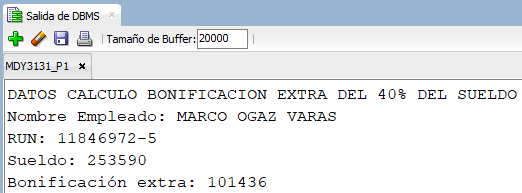 Salida de DBMS
Tamaño de Buffer: 20000
MDY3131_P1
DATOS CALCULO BONIFICACION EXTRA DEL 40% DEL SUELDO
Nombre Empleado: MARCO OGAZ VARAS
RUN: 11846972-5
Sueldo: 253590
Bonificación extra: 101436